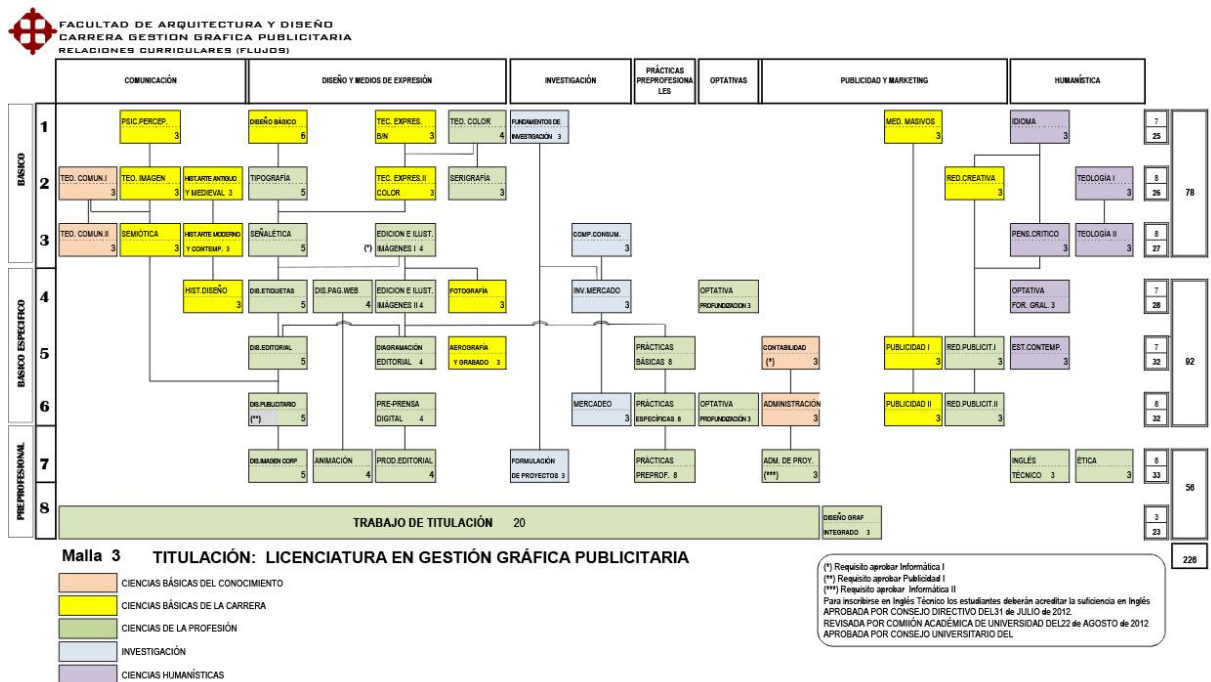 FACULTAD DE ARQUITECTURA Y DISEÑO
CARRERA GESTION GRAFICA PUBLICITARIA
RELACIONES CURRICULARES (FLUJOS)
COMUNICACIÓN
DISEÑO Y MEDIOS DE EXPRESIÓN
INVESTIGACIÓN
PRÁCTICAS
PREPROFESIONA
LES
OPTATIVAS
PUBLICIDAD Y MARKETING
HUMANÍSTICA
BASICO
1
PSIC.PERCEP.
3
DISEÑO BÁSICO
6
TEC. EXPRES.
B/N 3
TEO. COLOR
4
FUNDAMENTOS DE
INVESTIGACIÓN 3
MED. MASIVOS
3
IDIOMA
3
7
25
2
TEO. COMUN.I
3
TEO. IMAGEN
3
HIST.ARTE ANTIGUO
Y MEDIEVAL 3
TIPOGRAFÍA
5
TEC. EXPRES.II
COLOR 3
SERIGRAFÍA
3
RED.CREATIVA
3
TEOLOGÍA I
3
8
26
78
3
TEO. COMUN.II
3
SEMIÓTICA
3
HIST.ARTE MODERNO
Y CONTEMP. 3
SEÑALÉTICA
5
(*)
EDICION E ILUST.
IMÁGENES I 4
COMP.CONSUM.
3
PENS.CRITICO
3
TEOLOGÍA II
3
8
27
BASICO ESPECIFICO
4
HIST.DISEÑO
3
DIS.ETIQUETAS
5
DIS.PAG.WEB
4
EDICION E ILUST.
IMÁGENES II 4
FOTOGRAFÍA
3
INV.MERCADO
3
OPTATIVA
PROFUNDIZACION 3
OPTATIVA
FOR. GRAL. 3
7
28
5
DIS.EDITORIAL
5
DIAGRAMACIÓN
EDITORIAL 4
AEROGRAFÍA
Y GRABADO 3
PRÁCTICAS
BÁSICAS 8
CONTABILIDAD
(*) 3
PUBLICIDAD I
3
RED.PUBLICIT.I
3
EST.CONTEMP.
3
7
32
92
6
DIS.PUBLICITARIO
(**) 5
PRE-PRENSA
DIGITAL 4
MERCADEO
3
PRÁCTICAS
ESPECÍFICAS 8
OPTATIVA
PROFUNDIZACIÓN 3
ADMINISTRACIÓN
3
PUBLICIDAD II
3
RED.PUBLICIT.II
3
8
32
PREPROFESIONAL
7
DIS.IMAGEN CORP
5
ANIMACIÓN
4
PROD.EDITORIAL
4
FORMULACIÓN
DE PROYECTOS 3
PRÁCTICAS
PREPROF. 8
ADM. DE PROY.
(***) 3
INGLÉS
TÉCNICO 3
ÉTICA
3
8
33
56
8
TRABAJO DE TITULACIÓN 20
DISEÑO GRAF
INTEGRADO 3
3
23
226
Malla 3 TITULACIÓN: LICENCIATURA EN GESTIÓN GRÁFICA PUBLICITARIA
CIENCIAS BÁSICAS DEL CONOCIMIENTO
CIENCIAS BÁSICAS DE LA CARRERA
CIENCIAS DE LA PROFESIÓN
INVESTIGACIÓN
CIENCIAS HUMANÍSTICAS
(*) Requisito aprobar Informática I
(**) Requisito aprobar Publicidad I
(***) Requisito aprobar Informática II
Para inscribirse en Inglés Técnico los estudiantes deberán acreditar la suficiencia en Inglés
APROBADA POR CONSEJO DIRECTIVO DEL31 de JULIO de 2012.
REVISADA POR COMIIÓN ACADÉMICA DE UNIVERSIDAD DEL22 de AGOSTO de 2012
APROBADA POR CONSEJO UNIVERSITARIO DEL